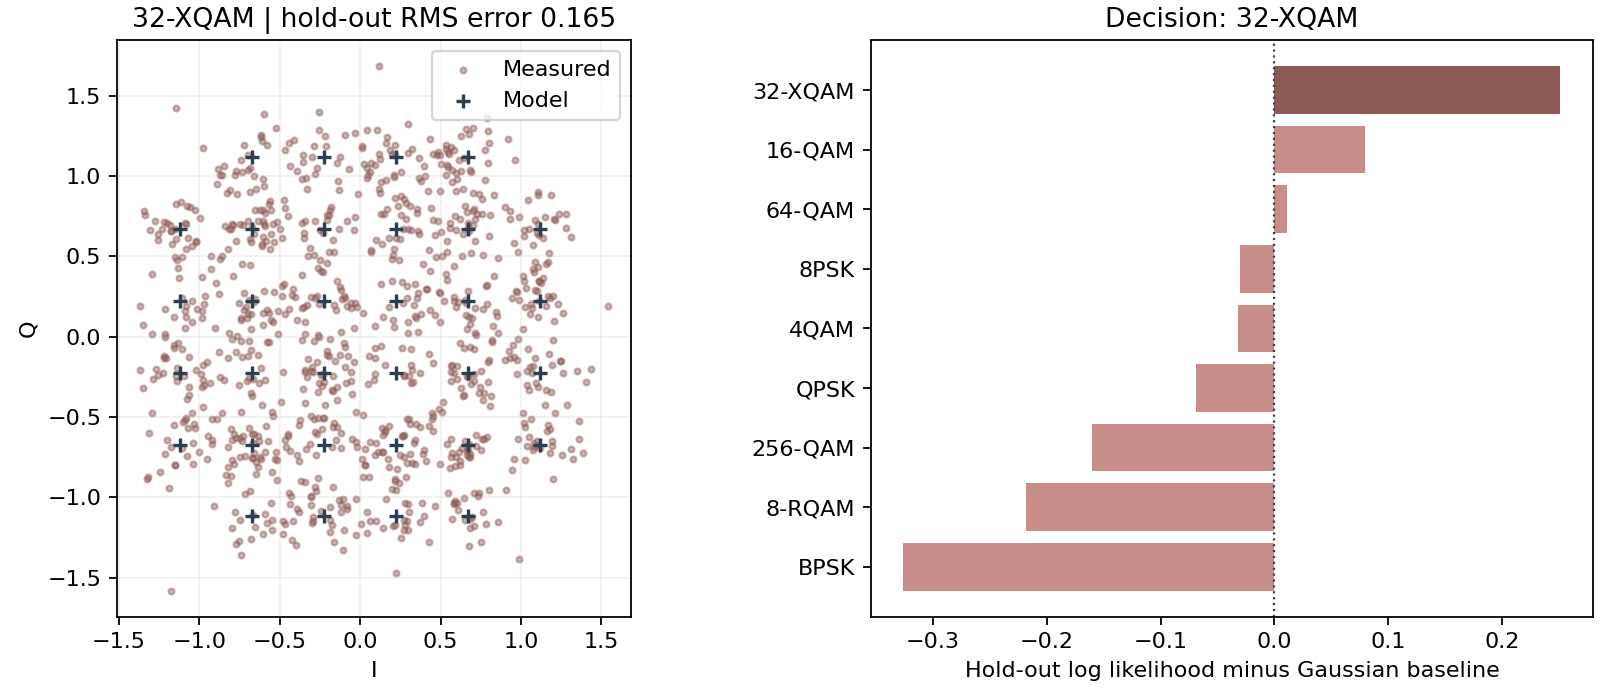 32-XQAM | hold-out RMS error 0.165
Measured
Model
1.5
1.0
0.5
0.0
−0.5
−1.0
−1.5
Q
−1.5 −1.0 −0.5 0.0 0.5 1.0 1.5
I
Decision: 32-XQAM
32-XQAM
16-QAM
64-QAM
8PSK
4QAM
QPSK
256-QAM
8-RQAM
BPSK
−0.3 −0.2 −0.1 0.0 0.1 0.2
Hold-out log likelihood minus Gaussian baseline